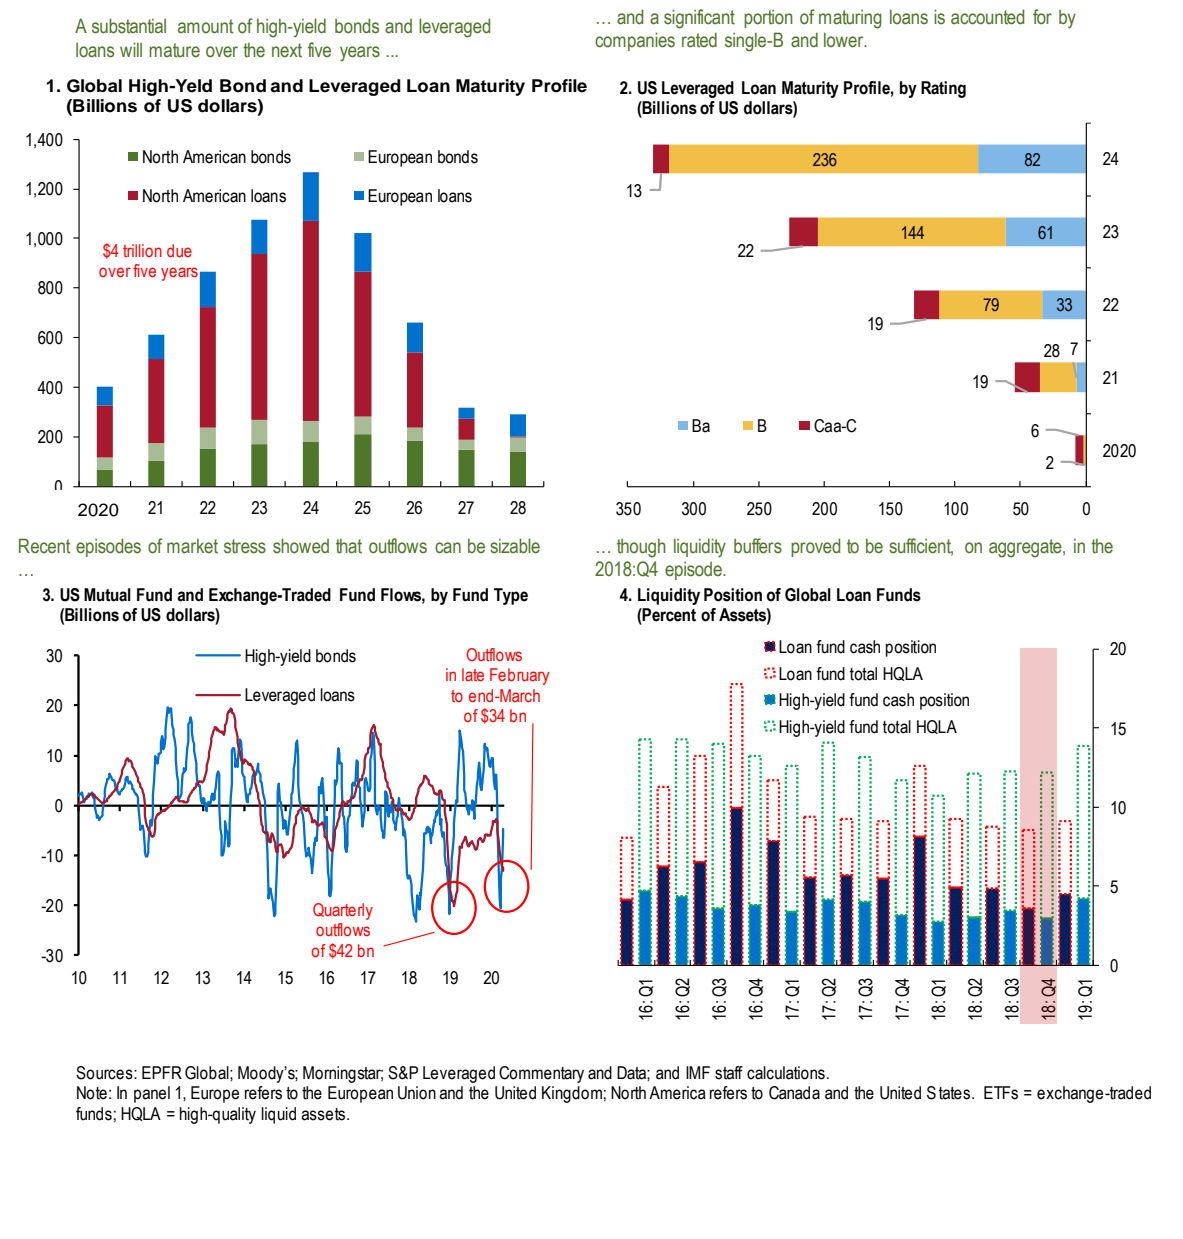 A substantial amount of high-yield bonds and leveraged
loans will mature over the next five years ...
1. Global High-Yeld Bond and Leveraged Loan Maturity Profile
(Billions of US dollars)
1,400
1,200
1,000
800
600
400
200
0
North American bonds
European bonds
North American loans
European loans
$4 trillion due
over five years
2020 21 22 23 24 25 26 27 28
… and a significant portion of maturing loans is accounted for by
companies rated single-B and lower.
2. US Leveraged Loan Maturity Profile, by Rating
(Billions of US dollars)
236 82 24
13
144 61 23
22
79 33 22
19
28 7
19 21
Ba B Caa-C
6
2 2020
350 300 250 200 150 100 50 0
Recent episodes of market stress showed that outflows can be sizable
…
3. US Mutual Fund and Exchange-Traded Fund Flows, by Fund Type
(Billions of US dollars)
30
20
10
0
-10
-20
-30
High-yield bonds
Leveraged loans
Outflows
in late February
to end-March
of $34 bn
Quarterly
outflows
of $42 bn
10 11 12 13 14 15 16 17 18 19 20
… though liquidity buffers proved to be sufficient, on aggregate, in the
2018:Q4 episode.
4. Liquidity Position of Global Loan Funds
(Percent of Assets)
Loan fund cash position
Loan fund total HQLA
High-yield fund cash position
High-yield fund total HQLA
20
15
10
5
0
16: Q1
16: Q2
16: Q3
16: Q4
17: Q1
17: Q2
17: Q3
17: Q4
18: Q1
18: Q2
18: Q3
18: Q4
19: Q1
Sources: EPFR Global; Moody's; Morningstar; S&P Leveraged Commentary and Data; and IMF staff calculations.
Note: In panel 1, Europe refers to the European Union and the United Kingdom; North America refers to Canada and the United States. ETFs = exchange-traded
funds; HQLA = high-quality liquid assets.